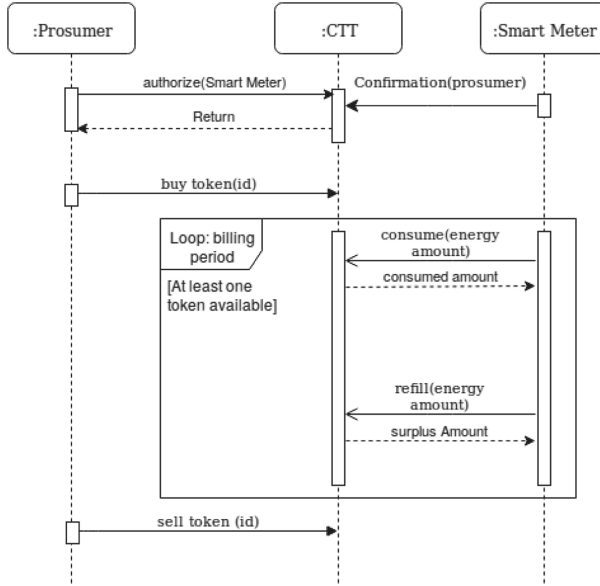 :Prosumer
:CTT
:Smart Meter
authorize(Smart Meter)
Confirmation(prosumer)
Return
buy token(id)
Loop: billing
period
[At least one
token available]
consume(energy
amount)
consumed amount
refill(energy
amount)
surplus Amount
sell token (id)